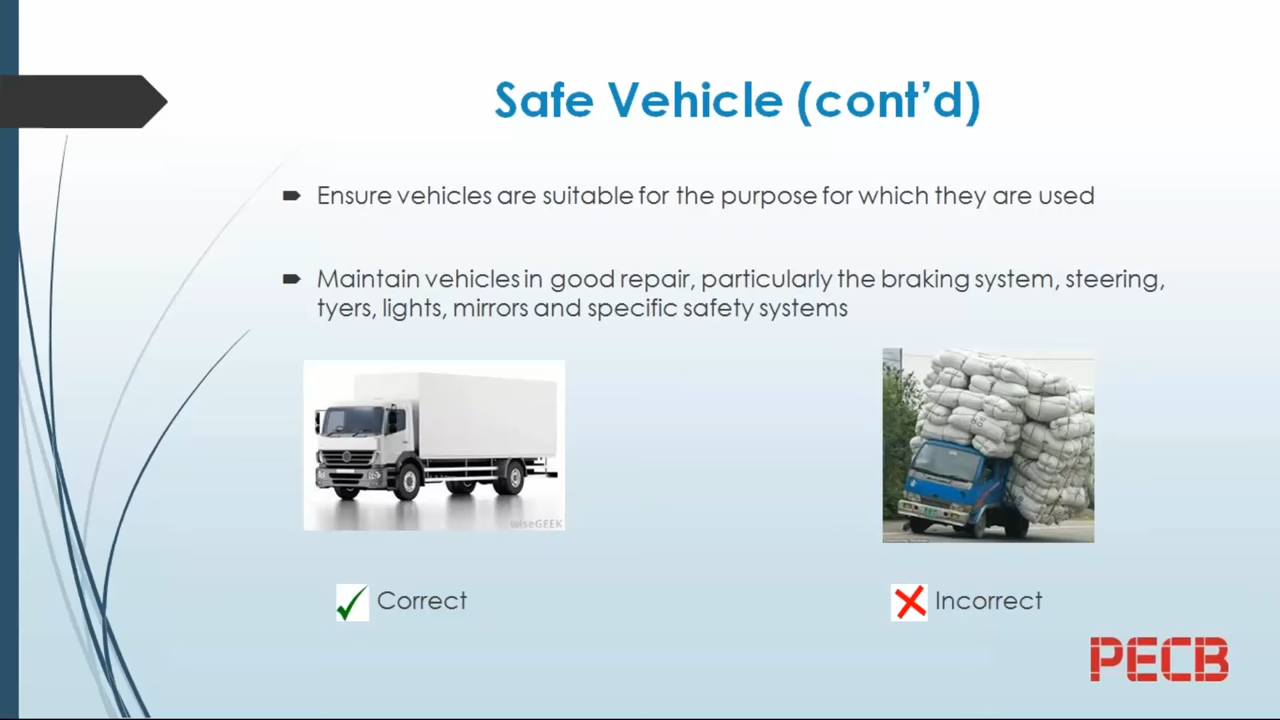 Safe Vehicle (cont’d)
Ensure vehicles are suitable for the purpose for which they are used
Maintain vehicles in good repair, particularly the braking system, steering,
tyers, lights, mirrors and specific safety systems
wiseGEEK
Correct
Incorrect
PECB